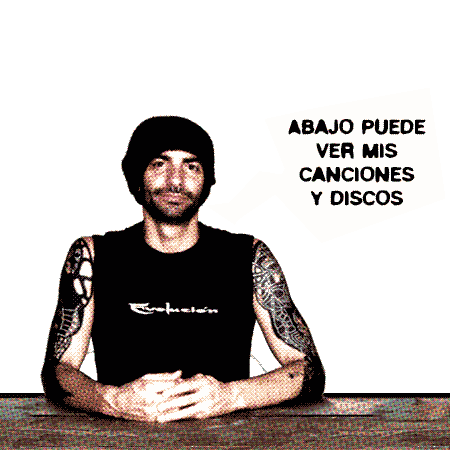 ABAJO PUEDE
VER MIS
CANCIONES
Y DISCOS
Evolución